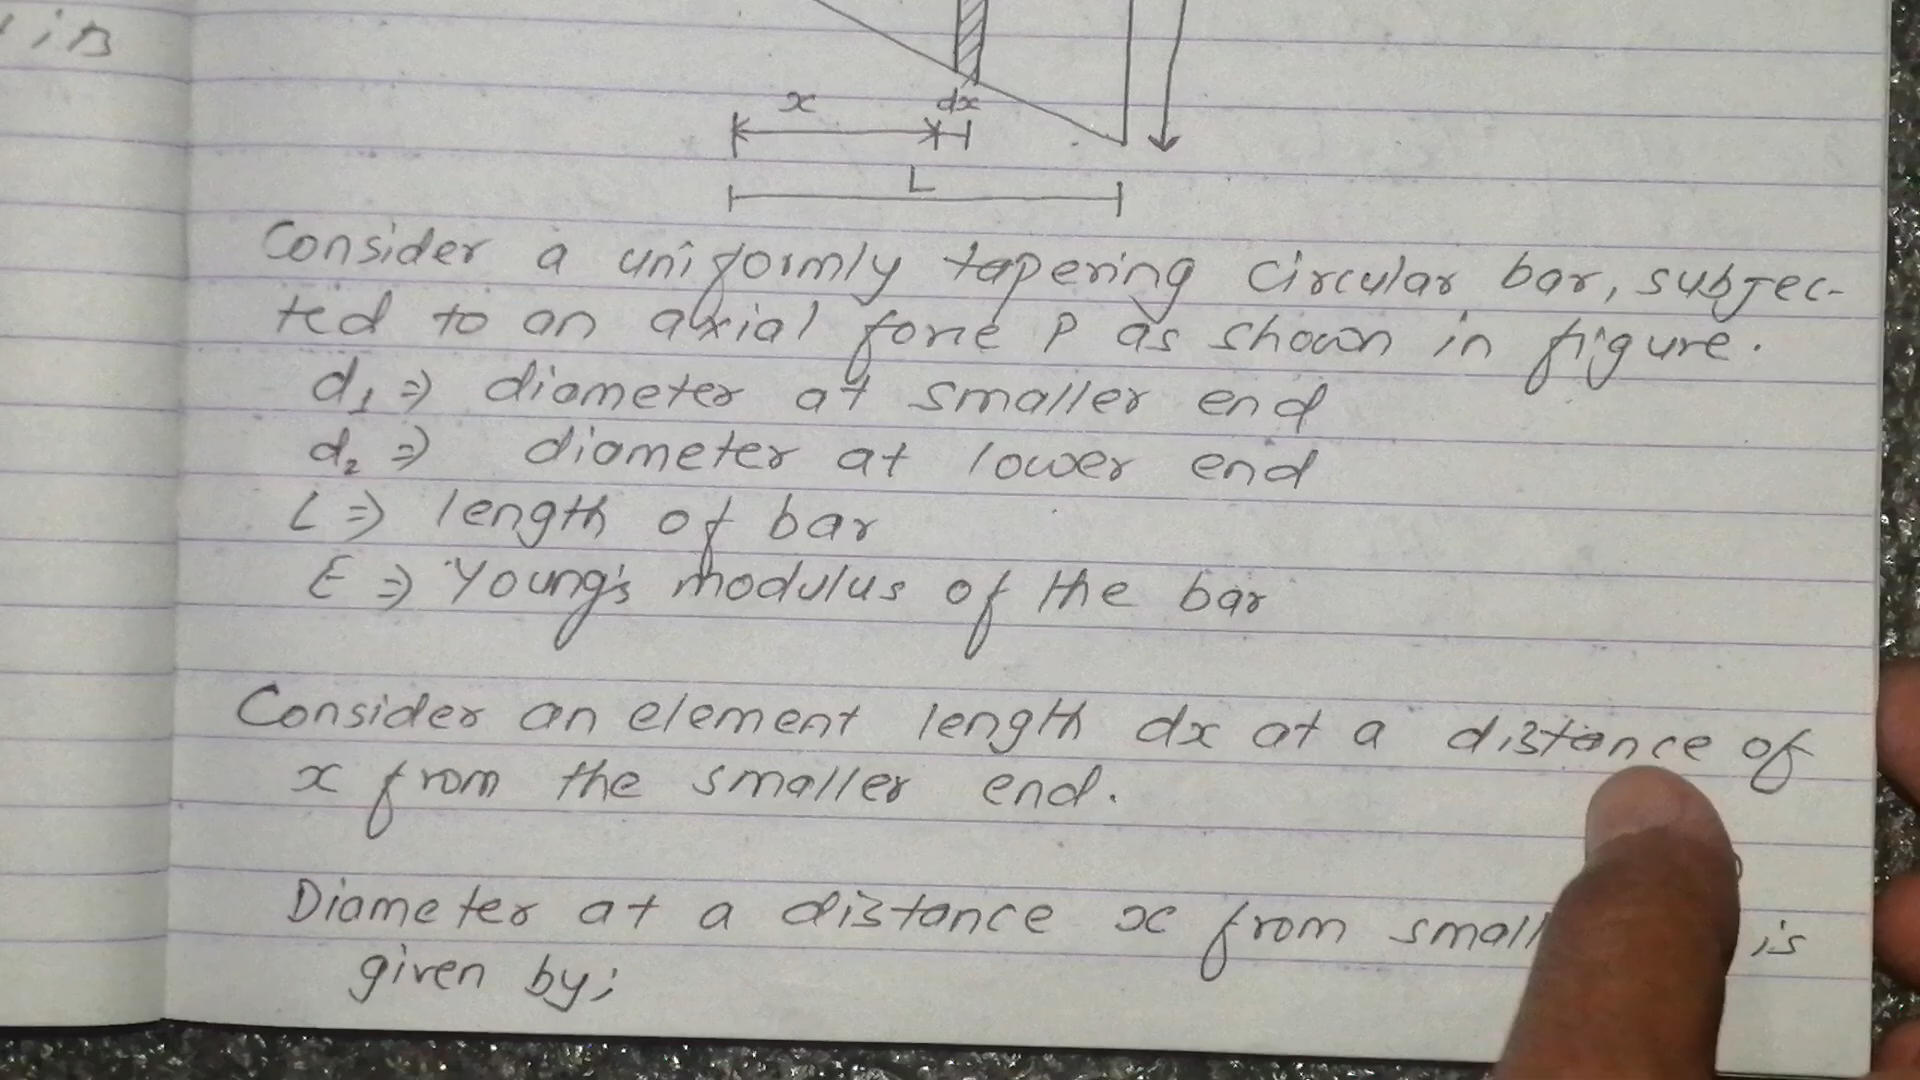 x dx
L
Consider a uniformly tapering circular bar, subjec-
ted to an axial force P as shown in figure.
d₁ ⇒ diameter at smaller end
d₂ ⇒ diameter at lower end
L ⇒ length of bar
E ⇒ Young's modulus of the bar
Consider an element length dx at a distance of
x from the smaller end.
Diameter at a distance x from small is
given by;